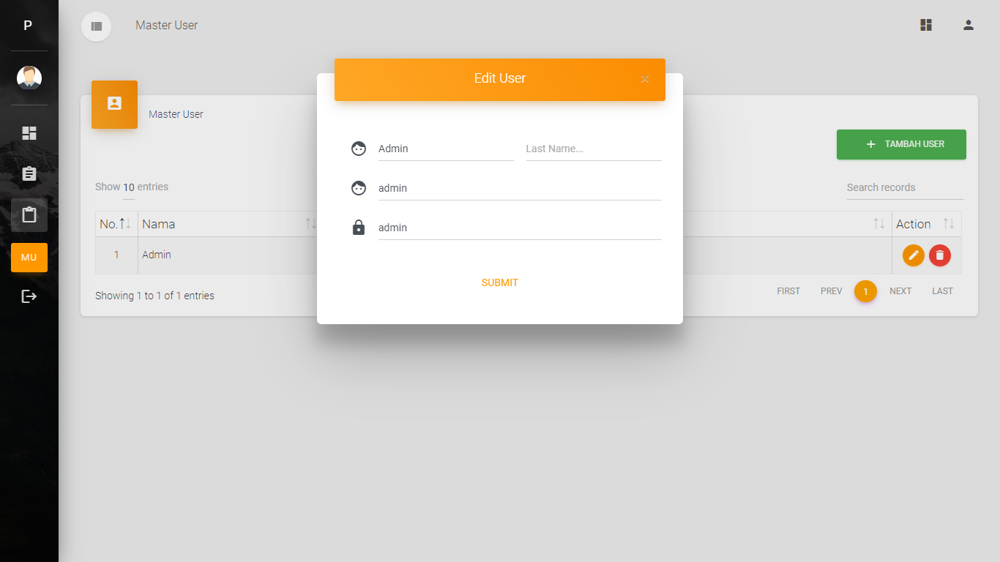 P
Master User
Edit User
×
Master User
Admin
Last Name...
TAMBAH USER
admin
Show 10 entries
Search records
admin
No.
Nama
Action
1
Admin
MU
SUBMIT
Showing 1 to 1 of 1 entries
FIRST PREV 1 NEXT LAST